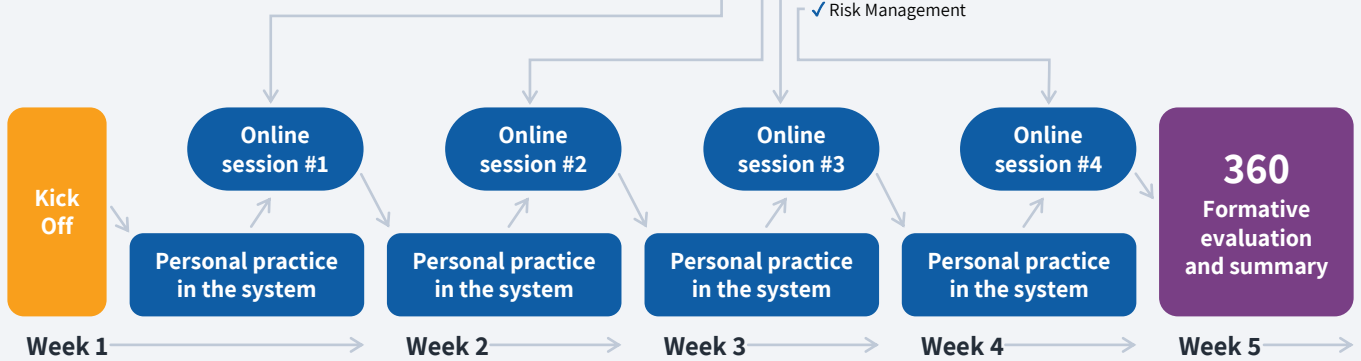 ✓ Risk Management
Kick
Off
Online
session #1
Online
session #2
Online
session #3
Online
session #4
360
Formative
evaluation
and summary
Personal practice
in the system
Personal practice
in the system
Personal practice
in the system
Personal practice
in the system
Week 1
Week 2
Week 3
Week 4
Week 5